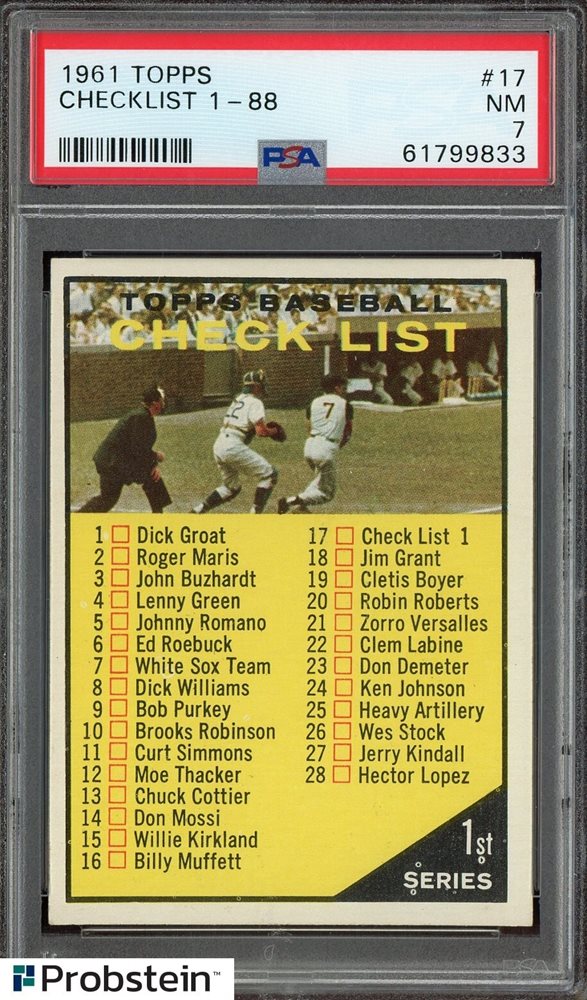 1961 TOPPS
#17
CHECKLIST 1-88
NM
7
PSA
61799833
TOPPS BASEBALL
CHECK LIST
22
7
1 Dick Groat
2 Roger Maris
3 John Buzhardt
4 Lenny Green
5 Johnny Romano
6 Ed Roebuck
7 White Sox Team
8 Dick Williams
9 Bob Purkey
10 Brooks Robinson
11 Curt Simmons
12 Moe Thacker
13 Chuck Cottier
14 Don Mossi
15 Willie Kirkland
16 Billy Muffett
17 Check List 1
18 Jim Grant
19 Cletis Boyer
20 Robin Roberts
21 Zorro Versalles
22 Clem Labine
23 Don Demeter
24 Ken Johnson
25 Heavy Artillery
26 Wes Stock
27 Jerry Kindall
28 Hector Lopez
1st
SERIES
Probstein™